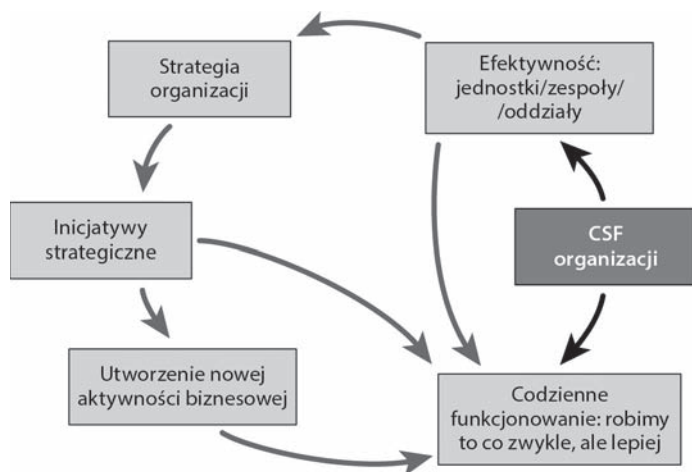 Strategia
organizacji
Efektywność:
jednostki/zespoły/
/oddziały
Inicjatywy
strategiczne
CSF
organizacji
Utworzenie nowej
aktywności biznesowej
Codzienne
funkcjonowanie: robimy
to co zwykle, ale lepiej